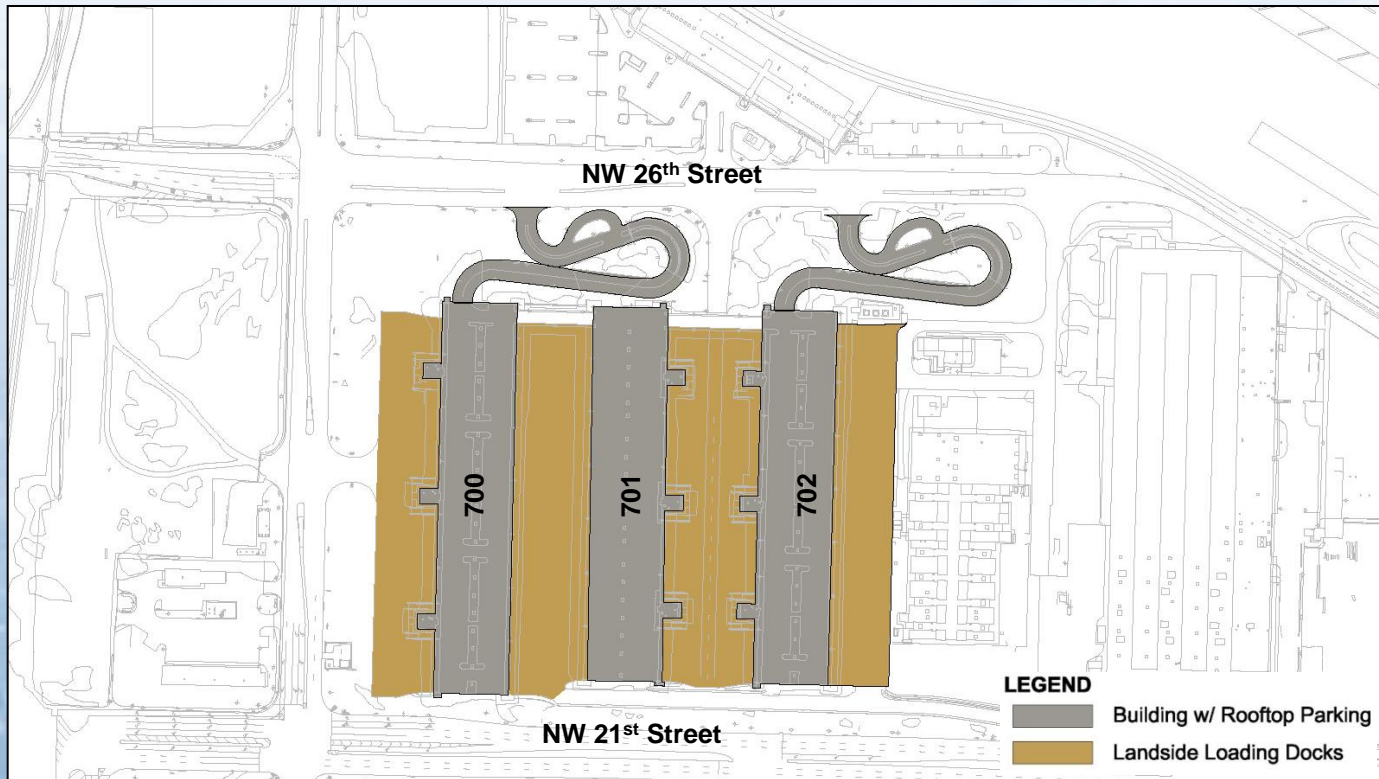 NW 26th Street
700
701
702
NW 21st Street
LEGEND
Building w/ Rooftop Parking
Landside Loading Docks